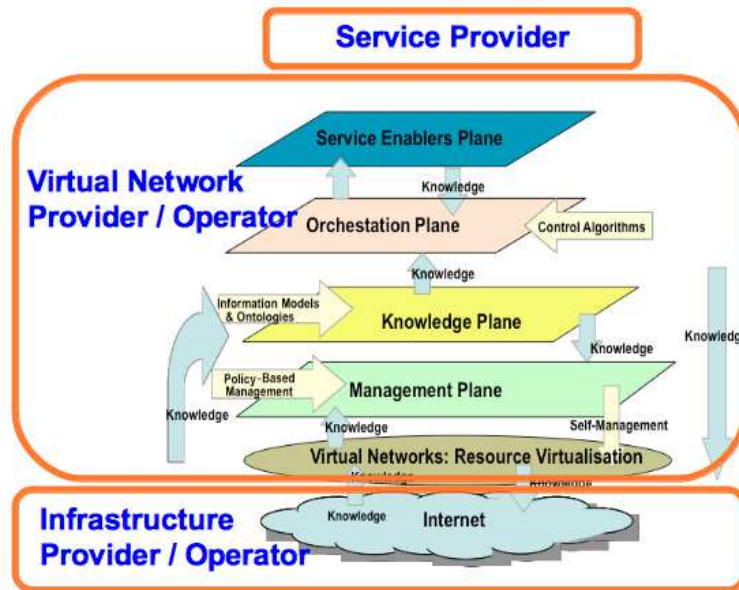 Service Provider
Service Enablers Plane
Virtual Network
Provider / Operator
Knowledge
Orchestation Plane
Control Algorithms
Knowledge
Information Models
& Ontologies
Knowledge Plane
Knowledge
Knowledge
Policy-Based
Management
Management Plane
Knowledge
Knowledge
Self-Management
Virtual Networks: Resource Virtualisation
Knowledge
Knowledge
Infrastructure
Provider / Operator
Knowledge
Internet